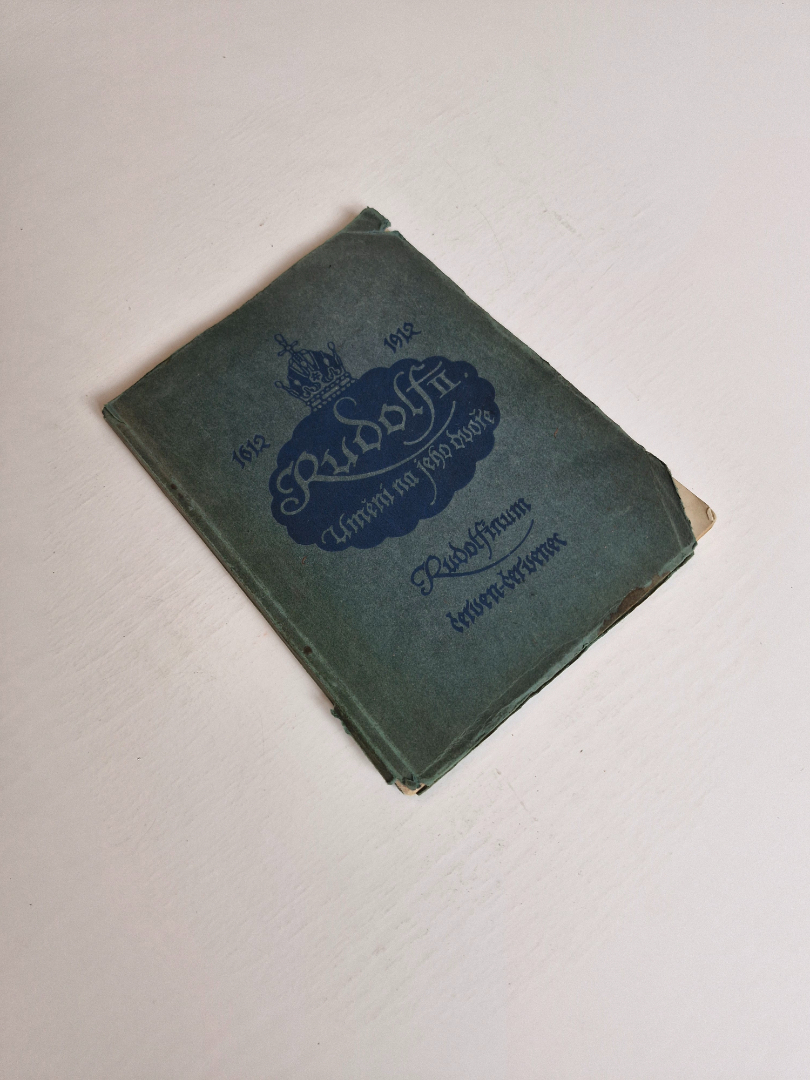 1612 1912
Rudolf II.
Umění na jeho dvoře
Rudolfinum
červen-červenec